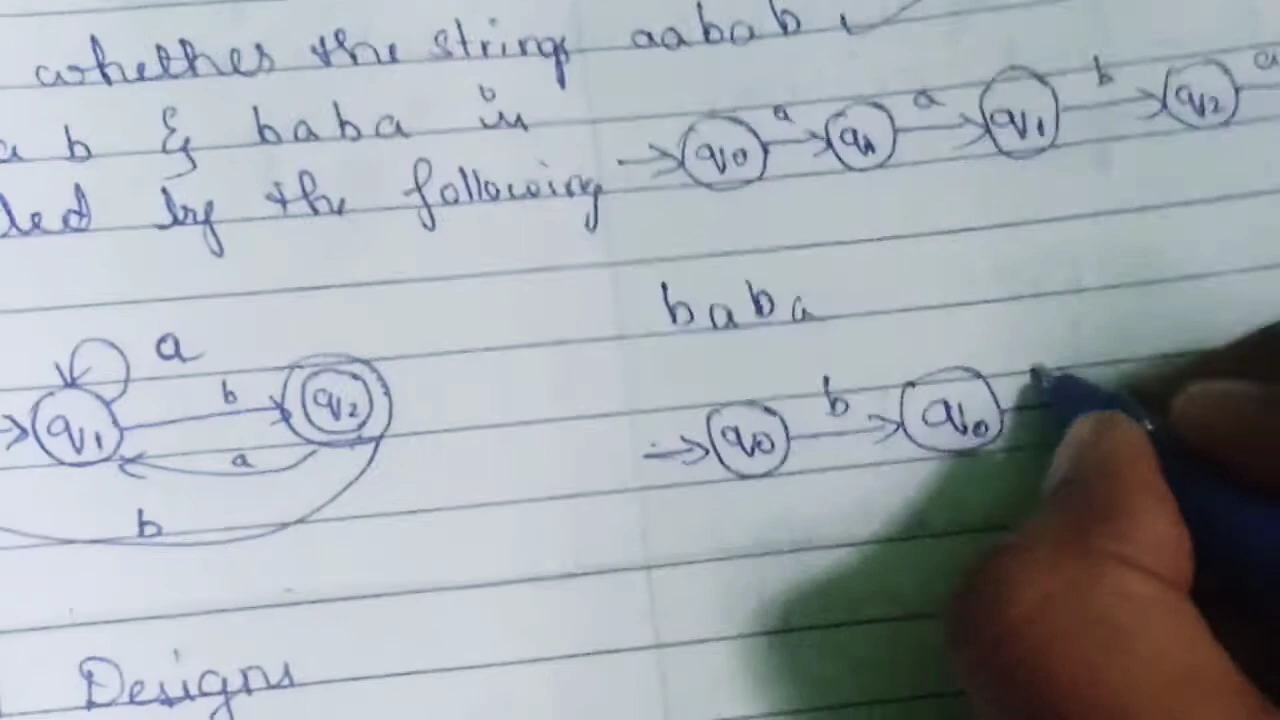 whether the string aabab,
a b & baba is
ted by the following
a
q1 b q2
a
b
Designs
q0 a q1 a q1 b q2 a
baba
q0 b q0